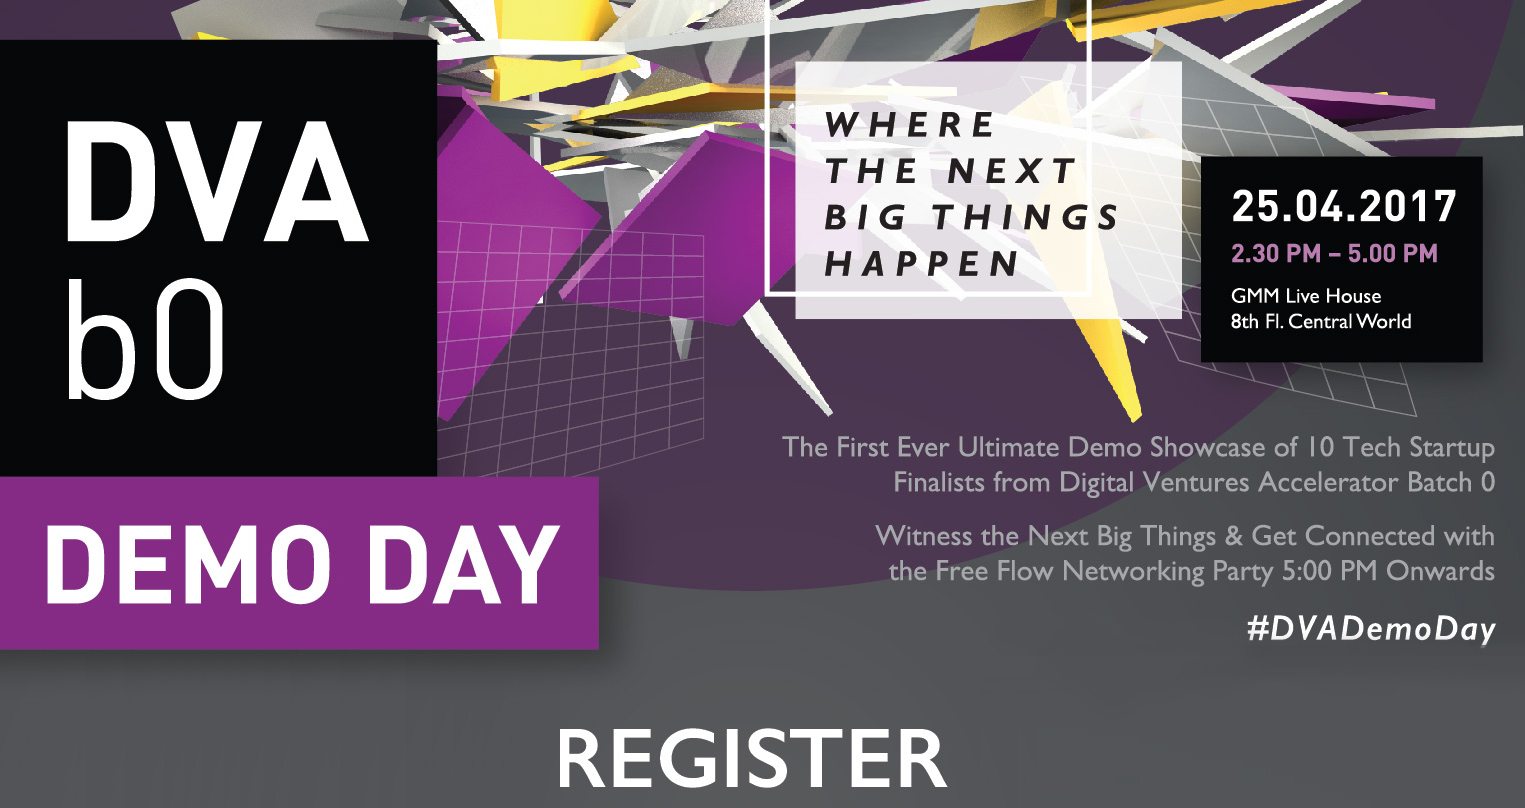 DVA
b0
DEMO DAY
WHERE
THE NEXT
BIG THINGS
HAPPEN
25.04.2017
2.30 PM – 5.00 PM
GMM Live House
8th Fl. Central World
The First Ever Ultimate Demo Showcase of 10 Tech Startup
Finalists from Digital Ventures Accelerator Batch 0
Witness the Next Big Things & Get Connected with
the Free Flow Networking Party 5:00 PM Onwards
#DVADemoDay
REGISTER